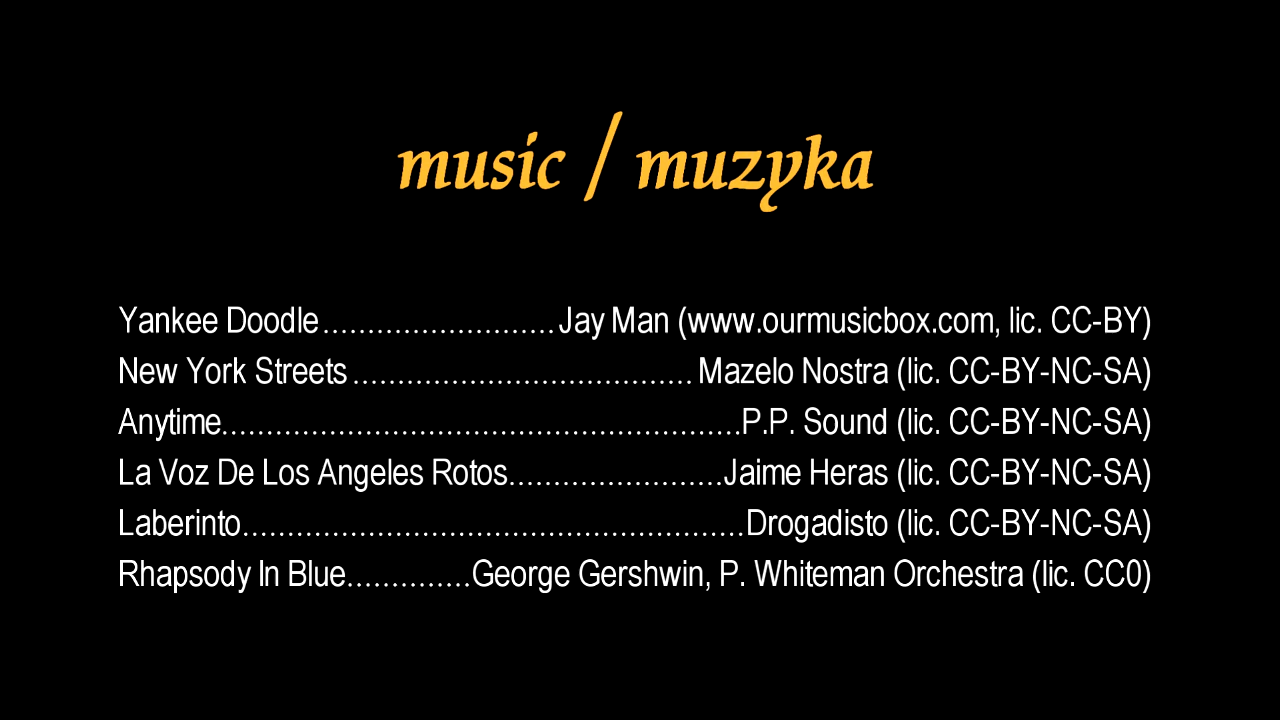 music / muzyka
Yankee Doodle..........................Jay Man (www.ourmusicbox.com, lic. CC-BY)
New York Streets...................................... Mazelo Nostra (lic. CC-BY-NC-SA)
Anytime..........................................................P.P. Sound (lic. CC-BY-NC-SA)
La Voz De Los Angeles Rotos........................Jaime Heras (lic. CC-BY-NC-SA)
Laberinto........................................................Drogadisto (lic. CC-BY-NC-SA)
Rhapsody In Blue..............George Gershwin, P. Whiteman Orchestra (lic. CC0)